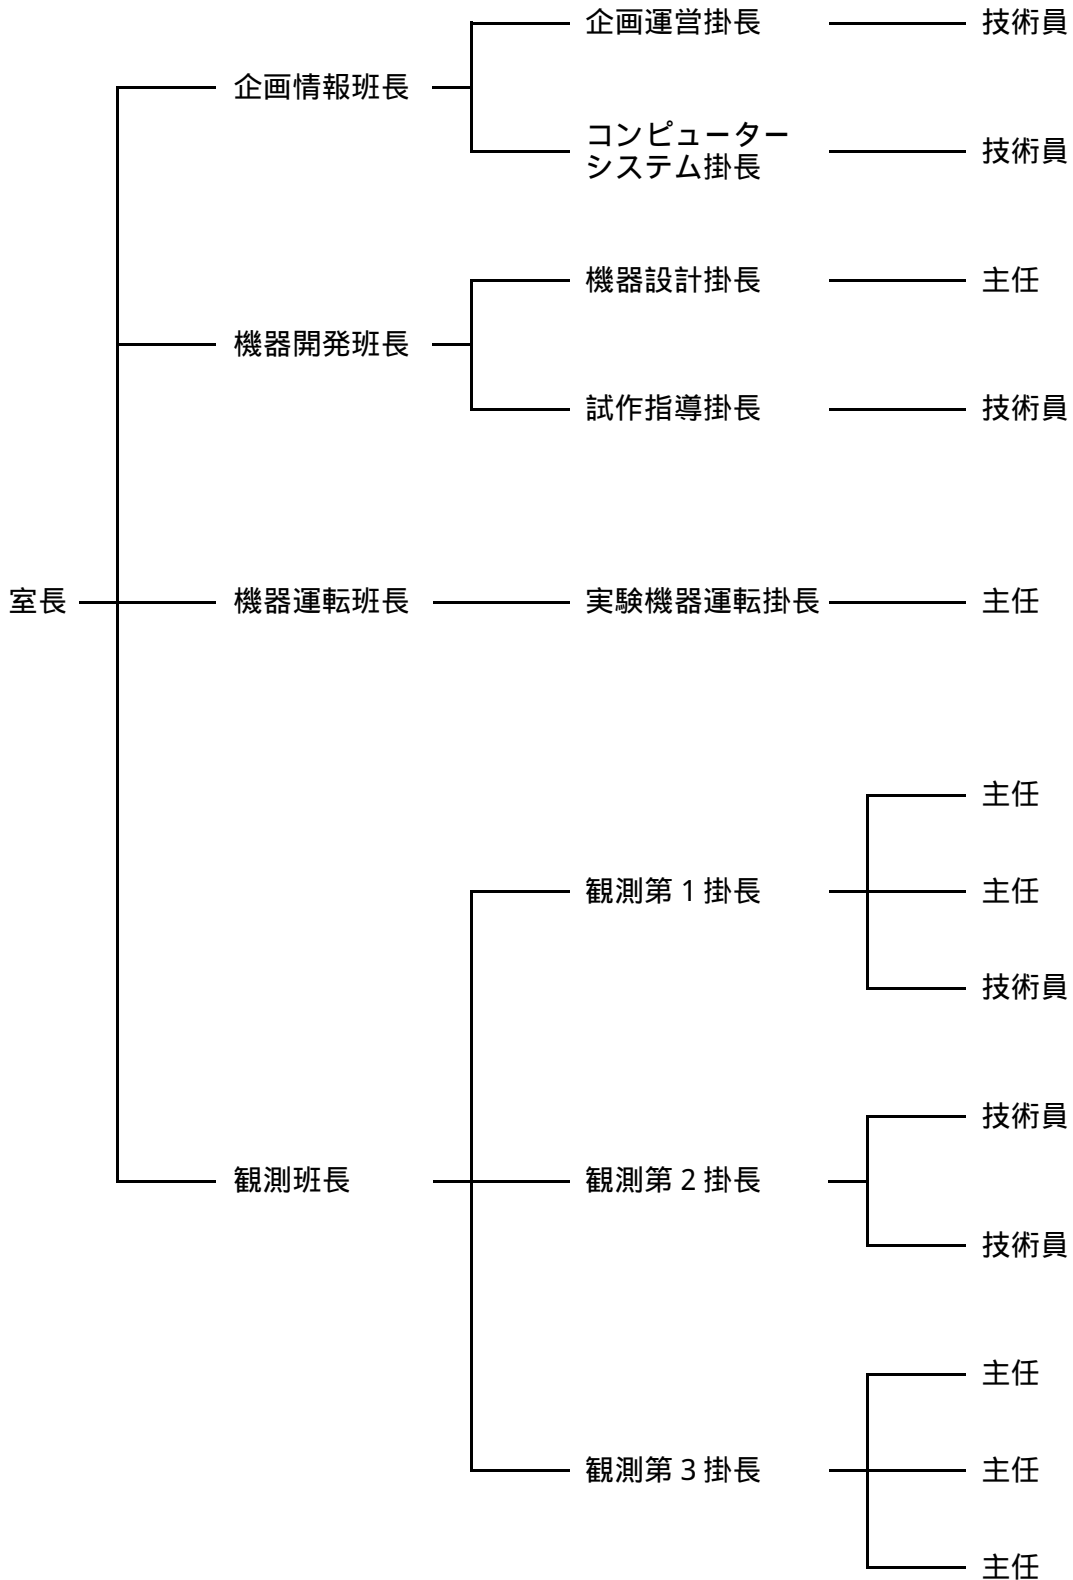 企画運営掛長
技術員
企画情報班長
コンピューター
システム掛長
技術員
機器設計掛長
主任
機器開発班長
試作指導掛長
技術員
室長
機器運転班長
実験機器運転掛長
主任
主任
観測第 1 掛長
主任
技術員
技術員
観測班長
観測第 2 掛長
技術員
主任
観測第 3 掛長
主任
主任